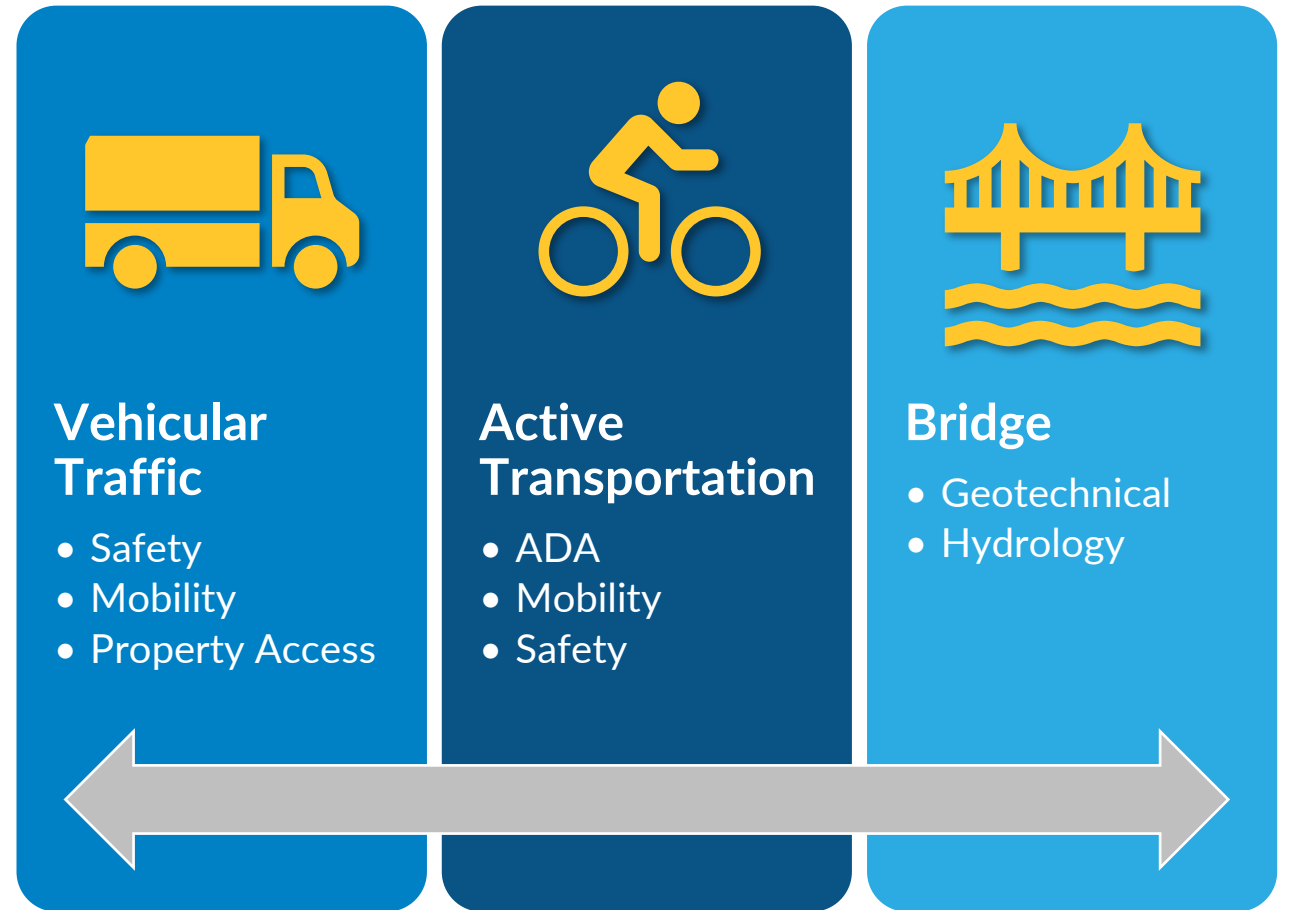 Vehicular
Traffic
• Safety
• Mobility
• Property Access
Active
Transportation
• ADA
• Mobility
• Safety
Bridge
• Geotechnical
• Hydrology